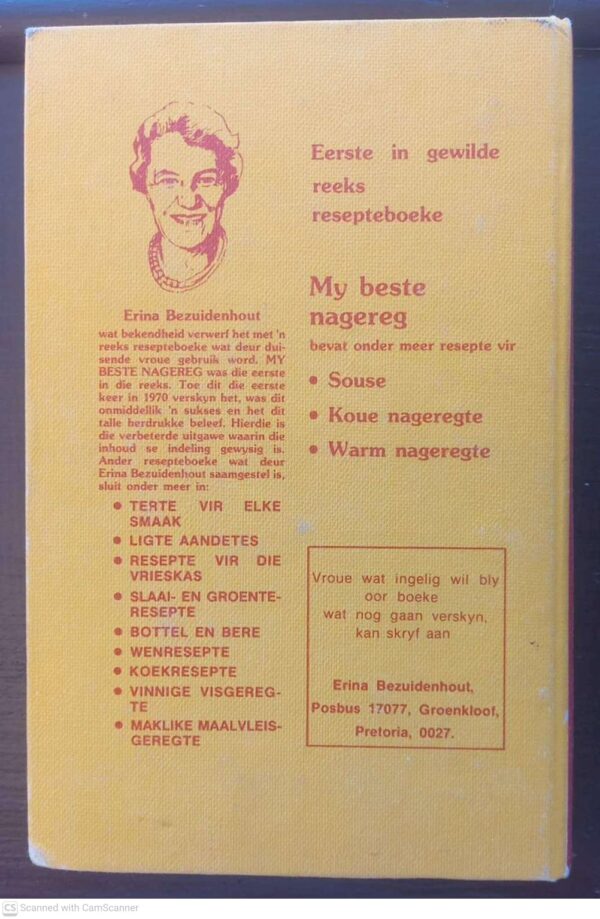 Erina Bezuidenhout
wat bekendheid verwerf het met 'n
reeks resepteboeke wat deur dui-
sende vroue gebruik word. MY
BESTE NAGEREG was die eerste
in die reeks. Toe dit die eerste
keer in 1970 verskyn het, was dit
onmiddellik 'n sukses en het dit
talle herdrukke beleef. Hierdie is
die verbeterde uitgawe waarin die
inhoud se indeling gewysig is.
Ander resepteboeke wat deur
Erina Bezuidenhout saamgestel is,
sluit onder meer in:
• TERTE VIR ELKE
SMAAK
• LIGTE AANDETES
• RESEPTE VIR DIE
VRIESKAS
• SLAAI- EN GROENTE-
RESEPTE
• BOTTEL EN BERE
• WENRESEPTE
• KOEKRESEPTE
• VINNIGE VISGEREG-
TE
• MAKLIKE MAALVLEIS-
GEREGTE
Eerste in gewilde
reeks
resepteboeke
My beste
nagereg
bevat onder meer resepte vir
• Souse
• Koue nageregte
• Warm nageregte
Vroue wat ingelig wil bly
oor boeke
wat nog gaan verskyn,
kan skryf aan
Erina Bezuidenhout,
Posbus 17077, Groenkloof,
Pretoria, 0027.
CS Scanned with CamScanner